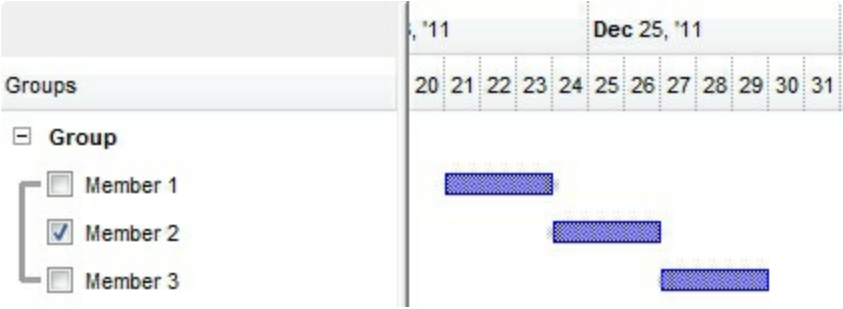 , '11
Dec 25, '11
Groups
20 21 22 23 24 25 26 27 28 29 30 31
Group
Member 1
Member 2
Member 3